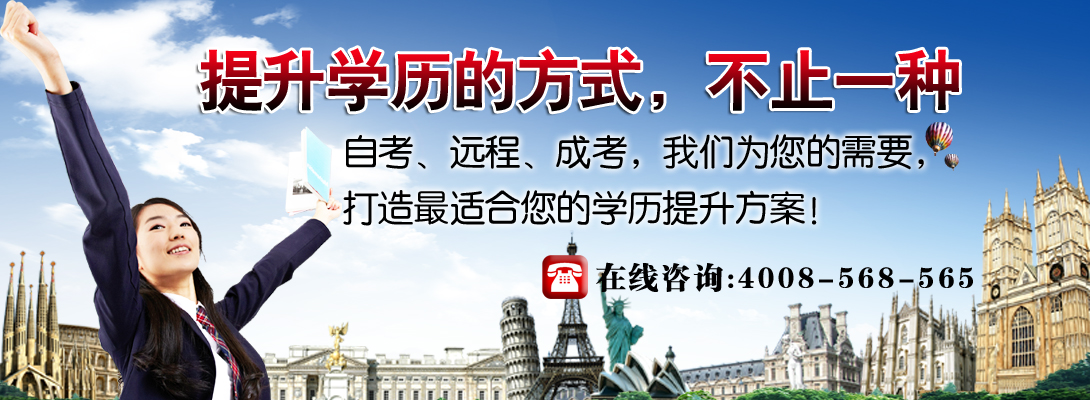 提升学历的方式，不止一种
自考、远程、成考，我们为您的需要，
打造最适合您的学历提升方案！
在线咨询:4008-568-565